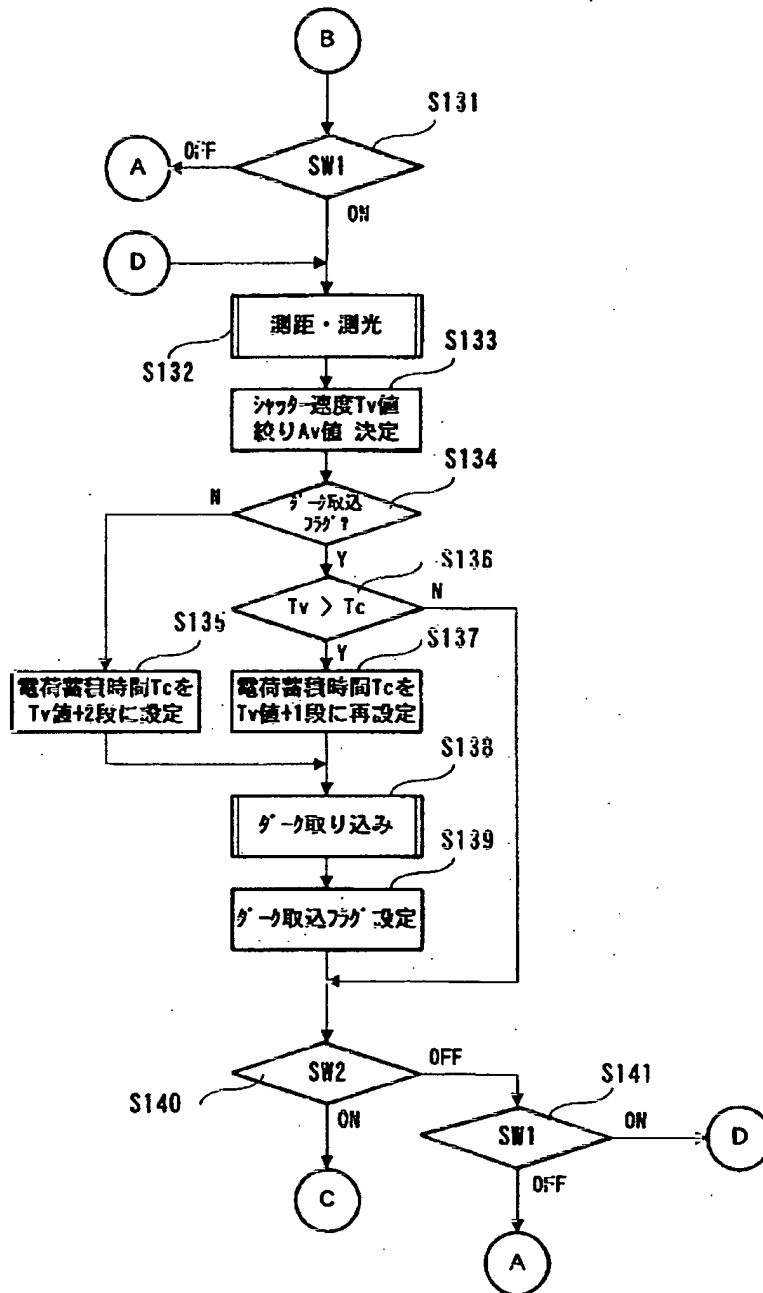 B
S131
OFF
A
SW1
ON
D
測距・測光
S132
S133
シャッター速度Tv値
絞りAv値 決定
S134
N
ダーク取込
フラグ?
Y
S136
N
Tv > Tc
S135
S137
Y
電荷蓄積時間Tcを
Tv値+2段に設定
電荷蓄積時間Tcを
Tv値+1段に再設定
S138
ダーク取り込み
S139
ダーク取込フラグ設定
SW2
OFF
S140
S141
ON
SW1
ON
D
C
OFF
A